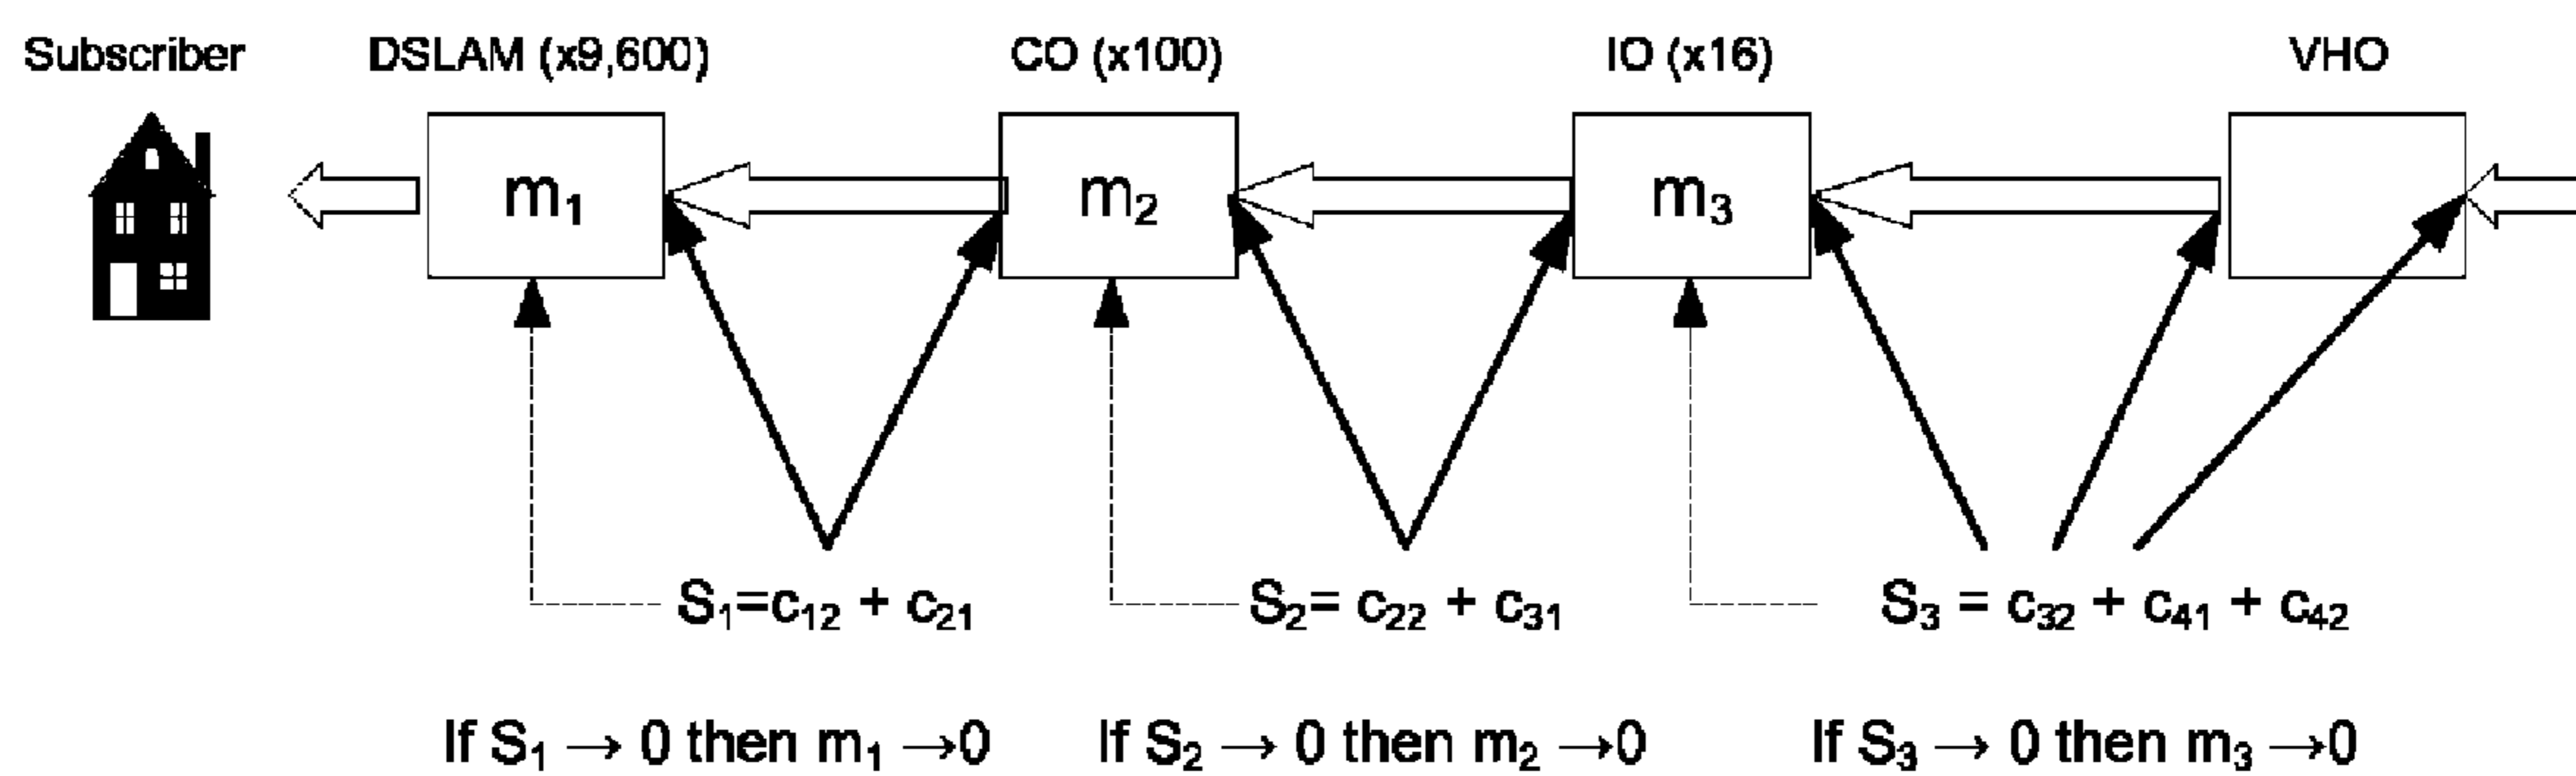 Subscriber DSLAM (x9,600) CO (x100) IO (x16) VHO
m₁ m₂ m₃
S₁=c₁₂ + c₂₁ S₂= c₂₂ + c₃₁ S₃ = c₃₂ + c₄₁ + c₄₂
If S₁ → 0 then m₁ →0 If S₂ → 0 then m₂ →0 If S₃ → 0 then m₃ →0